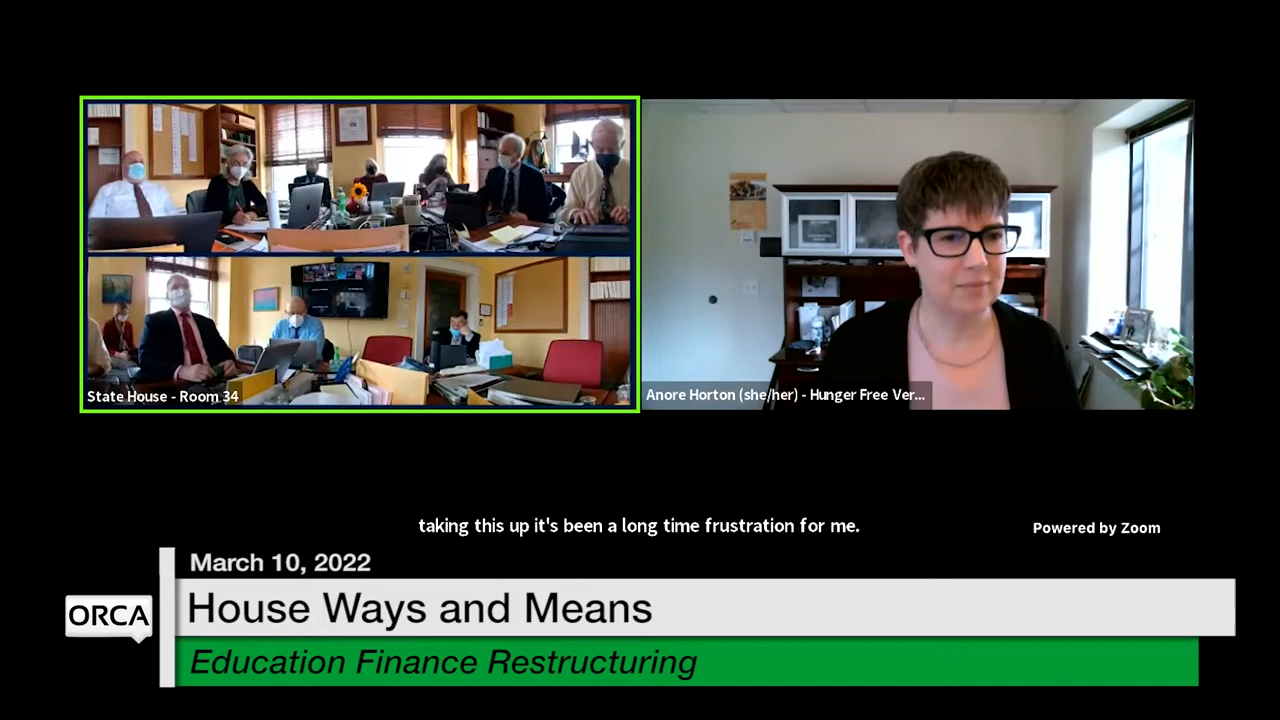 State House - Room 34
Anore Horton (she/her) - Hunger Free Ver...
taking this up it's been a long time frustration for me.
Powered by Zoom
March 10, 2022
ORCA
House Ways and Means
Education Finance Restructuring